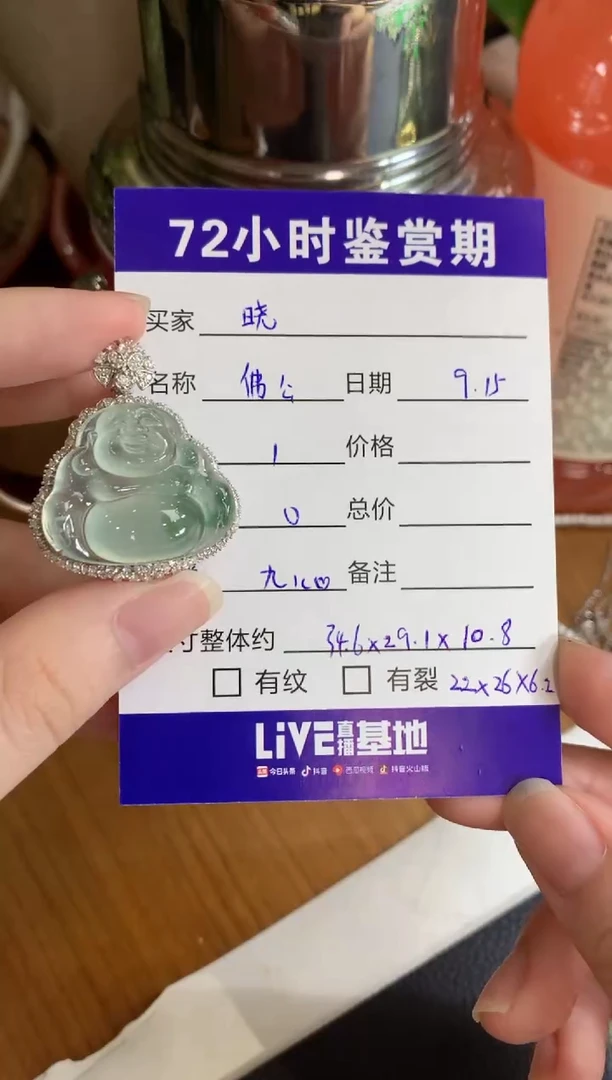 72小时鉴赏期
买家 晓
名称 佛公 日期 9.15
1 价格
0 总价
备注
寸整体约 34.6x29.1x10.8
有纹 有裂 22x26x6.2
LiVE直播基地
今日头条 抖音 西瓜视频 抖音火山版